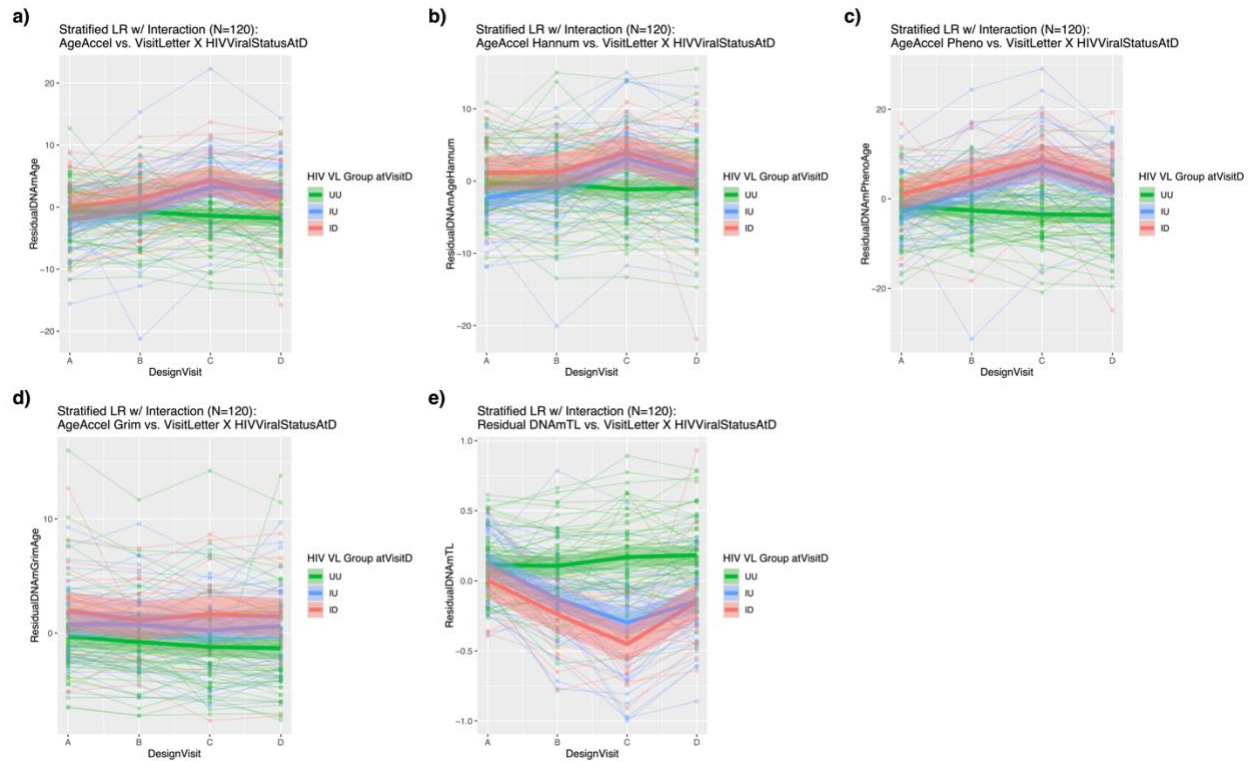 a)
Stratified LR w/ Interaction (N=120):
AgeAccel vs. VisitLetter X HIVViralStatusAtD
20
10
0
−10
−20
ResidualDNAmAge
A B C D
DesignVisit
HIV VL Group atVisitD
UU
IU
ID
b)
Stratified LR w/ Interaction (N=120):
AgeAccel Hannum vs. VisitLetter X HIVViralStatusAtD
10
0
−10
−20
ResidualDNAmAgeHannum
A B C D
DesignVisit
HIV VL Group atVisitD
UU
IU
ID
c)
Stratified LR w/ Interaction (N=120):
AgeAccel Pheno vs. VisitLetter X HIVViralStatusAtD
20
0
−20
ResidualDNAmPhenoAge
A B C D
DesignVisit
HIV VL Group atVisitD
UU
IU
ID
d)
Stratified LR w/ Interaction (N=120):
AgeAccel Grim vs. VisitLetter X HIVViralStatusAtD
10
0
ResidualDNAmGrimAge
A B C D
DesignVisit
HIV VL Group atVisitD
UU
IU
ID
e)
Stratified LR w/ Interaction (N=120):
Residual DNAmTL vs. VisitLetter X HIVViralStatusAtD
1.0
0.5
0.0
−0.5
−1.0
ResidualDNAmTL
A B C D
DesignVisit
HIV VL Group atVisitD
UU
IU
ID